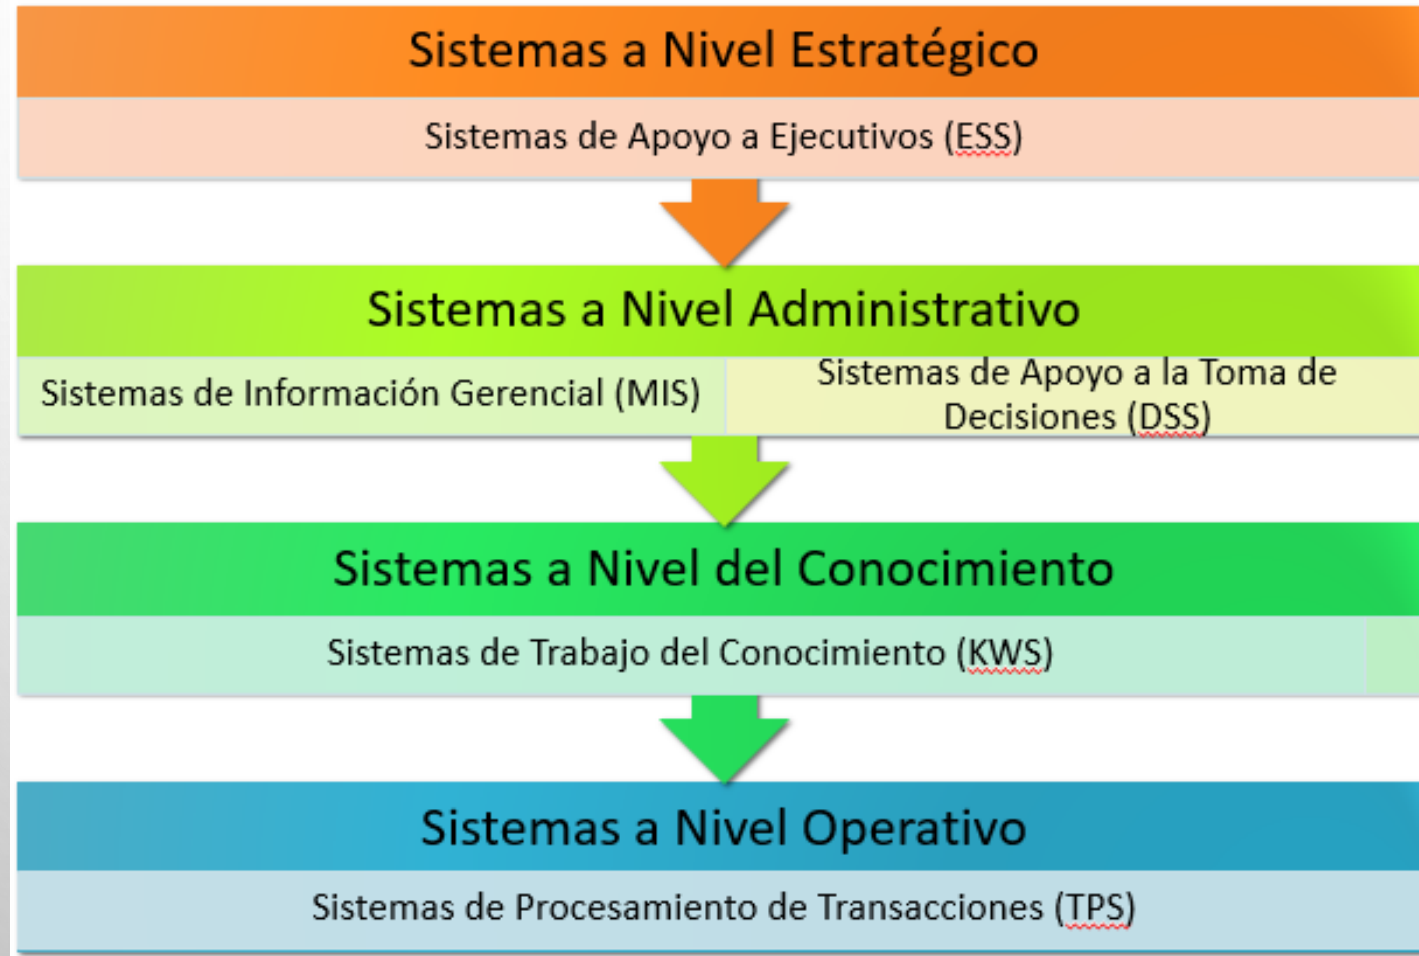 Sistemas a Nivel Estratégico
Sistemas de Apoyo a Ejecutivos (ESS)
Sistemas a Nivel Administrativo
Sistemas de Información Gerencial (MIS)
Sistemas de Apoyo a la Toma de
Decisiones (DSS)
Sistemas a Nivel del Conocimiento
Sistemas de Trabajo del Conocimiento (KWS)
Sistemas a Nivel Operativo
Sistemas de Procesamiento de Transacciones (TPS)